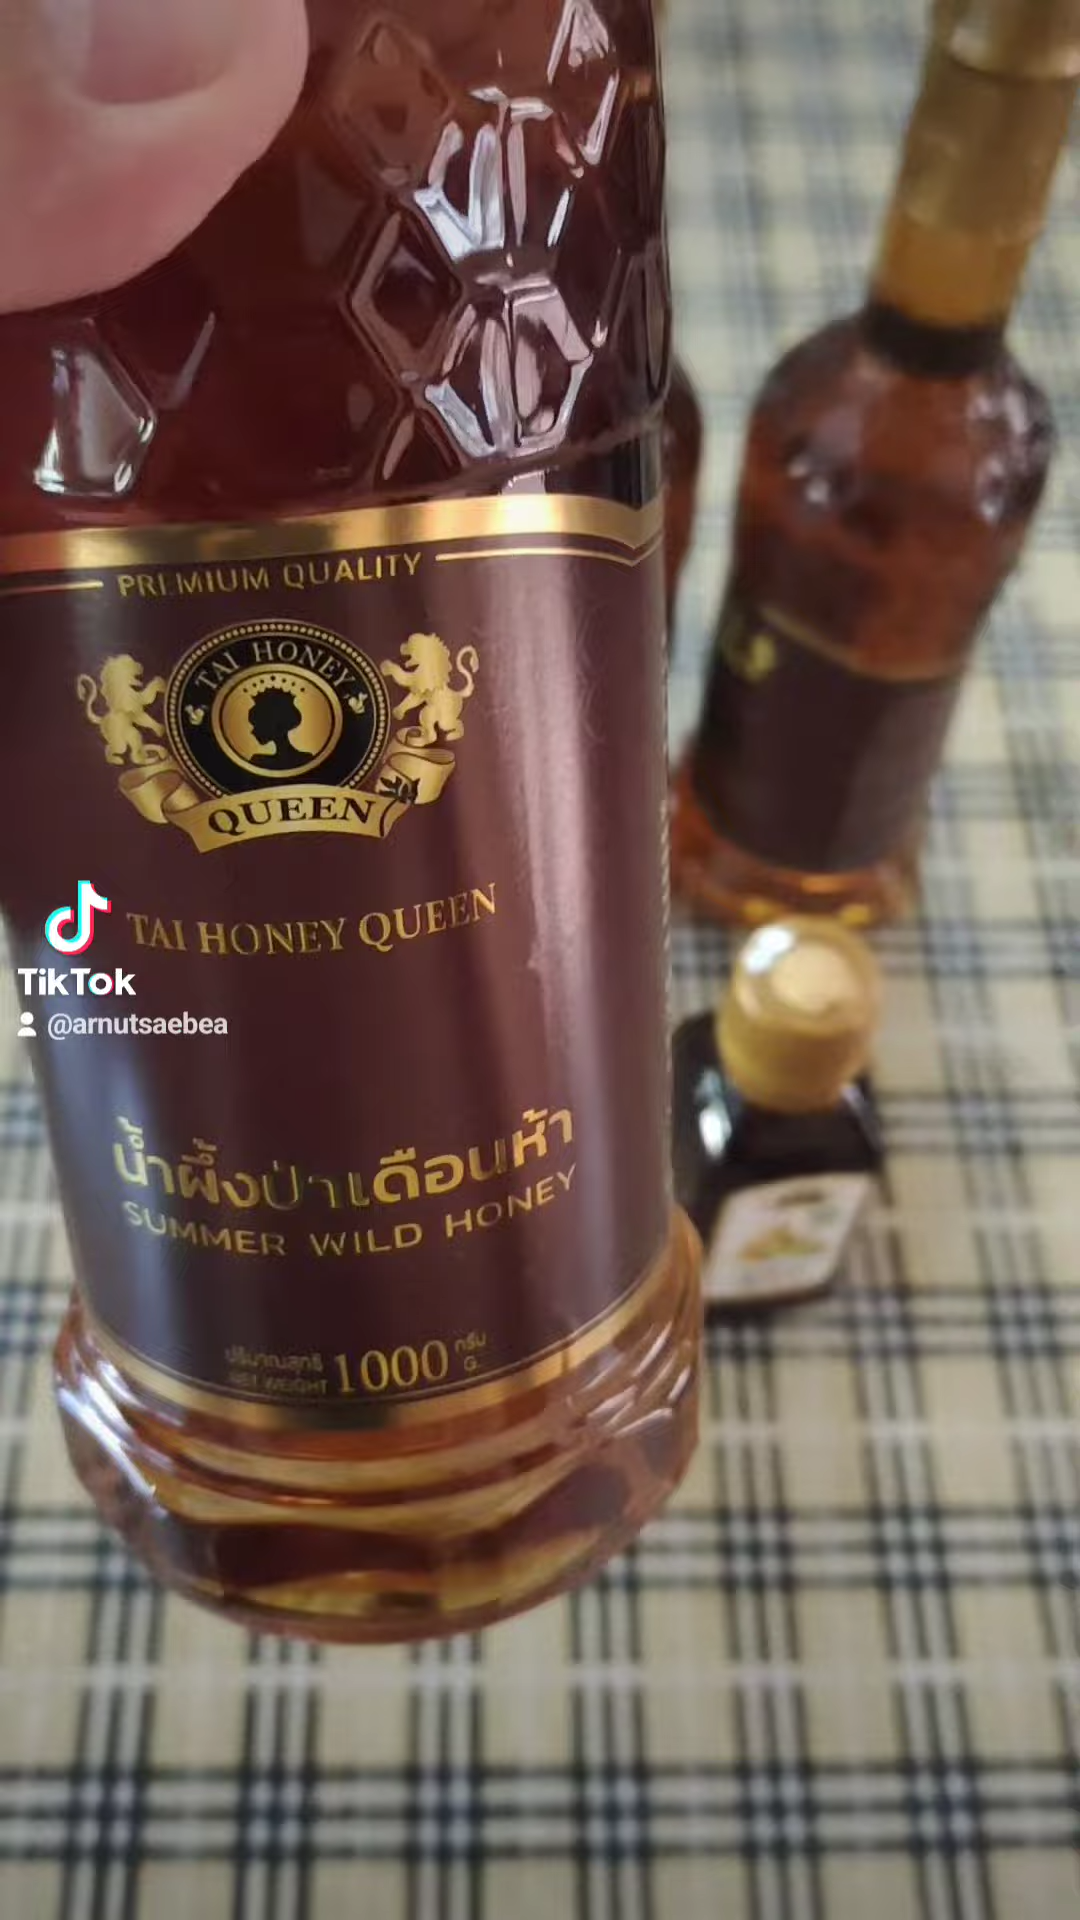 PREMIUM QUALITY
TAI HONEY
QUEEN
TAI HONEY QUEEN
TikTok
@arnutsaebea
น้ำผึ้งป่าเดือนห้า
SUMMER WILD HONEY
ปริมาณสุทธิ 1000 กรัม
NET WEIGHT G.